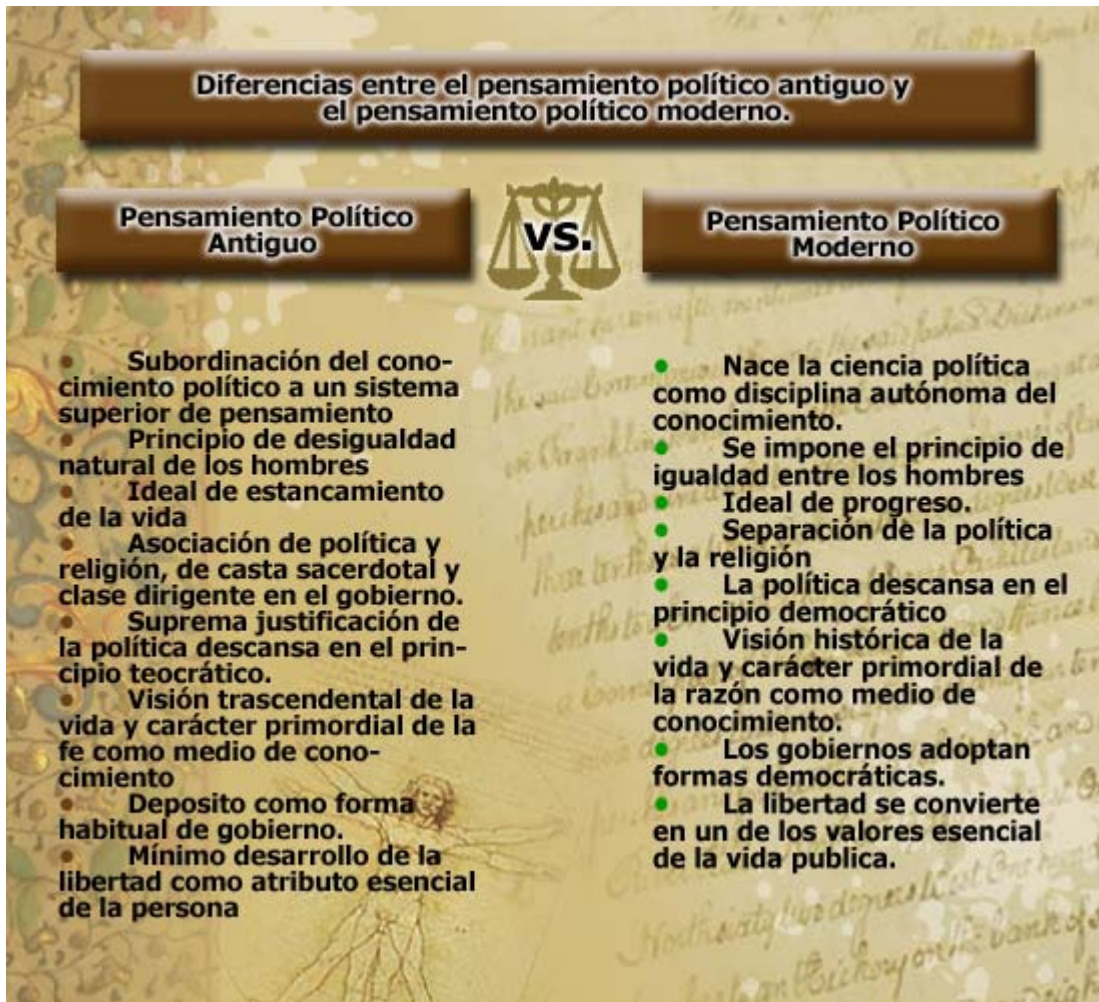 Diferencias entre el pensamiento político antiguo y
el pensamiento político moderno.
Pensamiento Político
Antiguo
VS.
Pensamiento Político
Moderno
• Subordinación del cono-
cimiento político a un sistema
superior de pensamiento
• Principio de desigualdad
natural de los hombres
• Ideal de estancamiento
de la vida
• Asociación de política y
religión, de casta sacerdotal y
clase dirigente en el gobierno.
• Suprema justificación de
la política descansa en el prin-
cipio teocrático.
• Visión trascendental de la
vida y carácter primordial de la
fe como medio de cono-
cimiento
• Deposito como forma
habitual de gobierno.
• Mínimo desarrollo de la
libertad como atributo esencial
de la persona
• Nace la ciencia política
como disciplina autónoma del
conocimiento.
• Se impone el principio de
igualdad entre los hombres
• Ideal de progreso.
• Separación de la política
y la religión
• La política descansa en el
principio democrático
• Visión histórica de la
vida y carácter primordial de
la razón como medio de
conocimiento.
• Los gobiernos adoptan
formas democráticas.
• La libertad se convierte
en un de los valores esencial
de la vida publica.